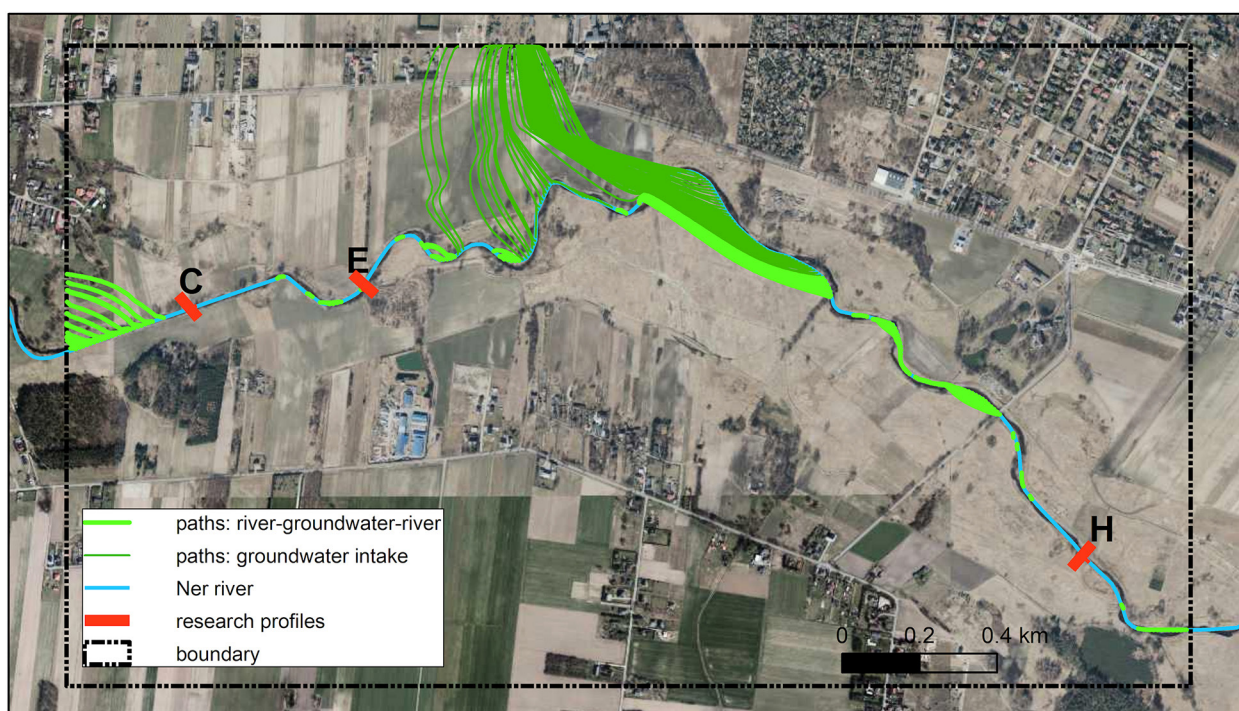 C
E
H
paths: river-groundwater-river
paths: groundwater intake
Ner river
research profiles
boundary
0 0.2 0.4 km